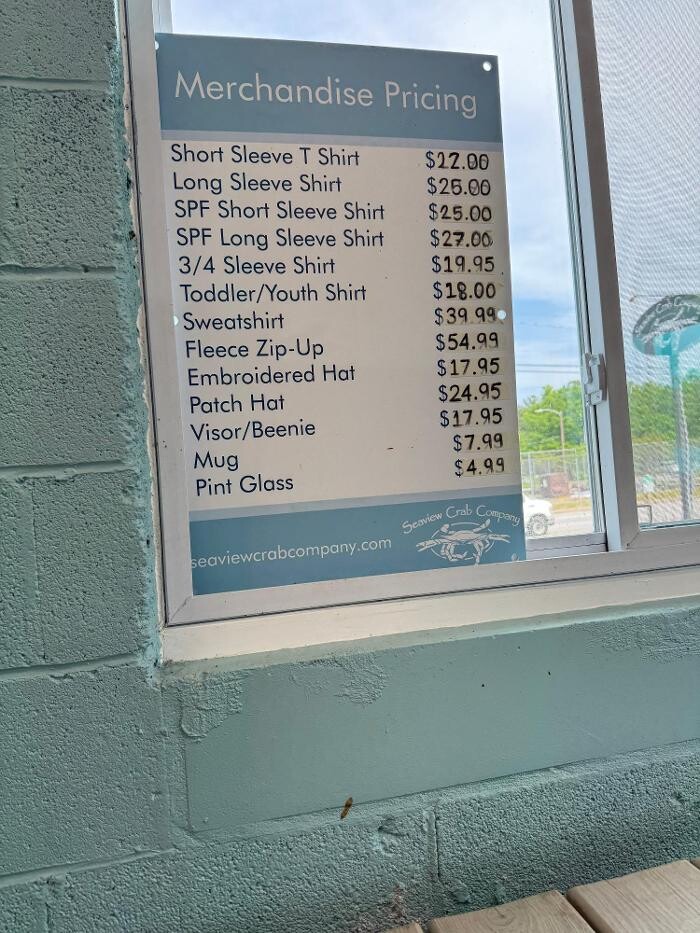 Merchandise Pricing
Short Sleeve T Shirt $22.00
Long Sleeve Shirt $26.00
SPF Short Sleeve Shirt $25.00
SPF Long Sleeve Shirt $27.00
3/4 Sleeve Shirt $19.95
Toddler/Youth Shirt $18.00
Sweatshirt $39.99
Fleece Zip-Up $54.99
Embroidered Hat $17.95
Patch Hat $24.95
Visor/Beenie $17.95
Mug $7.99
Pint Glass $4.99
seaviewcrabcompany.com
Seaview Crab Company